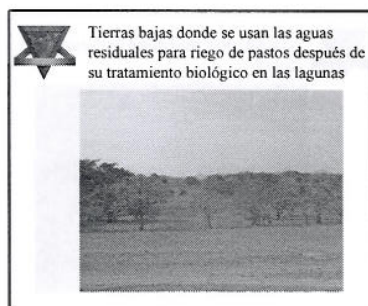 Tierras bajas donde se usan las aguas
residuales para riego de pastos después de
su tratamiento biológico en las lagunas